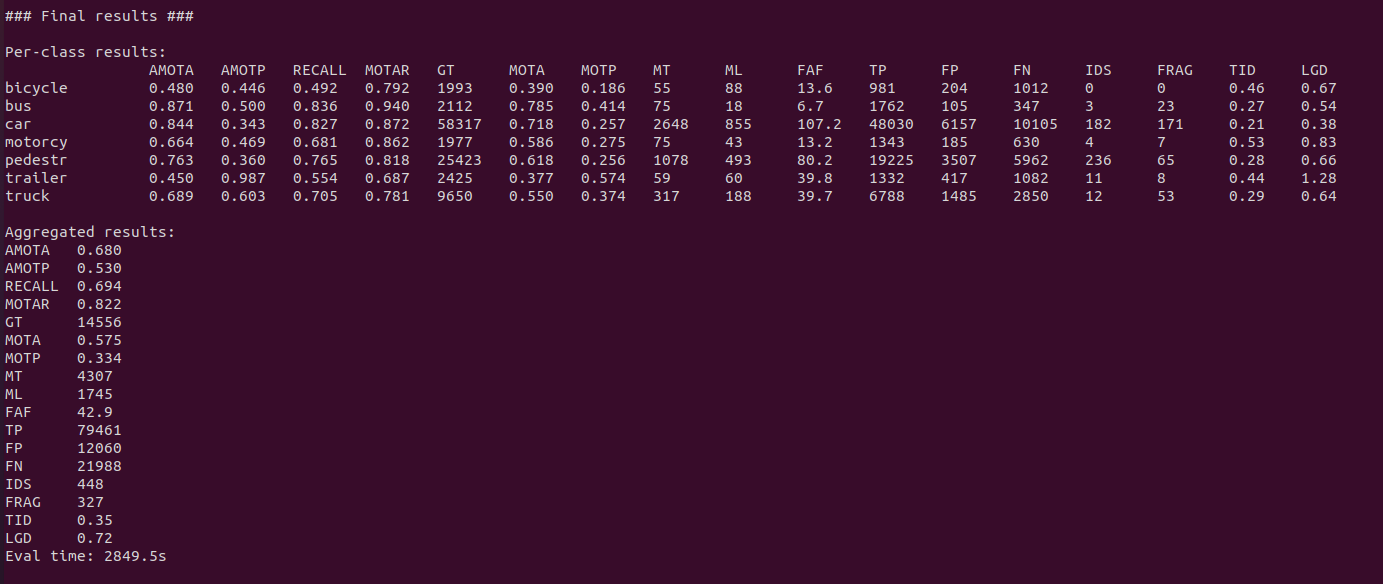 ### Final results ###
Per-class results:
AMOTA AMOTP RECALL MOTAR GT MOTA MOTP MT ML FAF TP FP FN IDS FRAG TID LGD
bicycle 0.480 0.446 0.492 0.792 1993 0.390 0.186 55 88 13.6 981 204 1012 0 0 0.46 0.67
bus 0.871 0.500 0.836 0.940 2112 0.785 0.414 75 18 6.7 1762 105 347 3 23 0.27 0.54
car 0.844 0.343 0.827 0.872 58317 0.718 0.257 2648 855 107.2 48030 6157 10105 182 171 0.21 0.38
motorcy 0.664 0.469 0.681 0.862 1977 0.586 0.275 75 43 13.2 1343 185 630 4 7 0.53 0.83
pedestr 0.763 0.360 0.765 0.818 25423 0.618 0.256 1078 493 80.2 19225 3507 5962 236 65 0.28 0.66
trailer 0.450 0.987 0.554 0.687 2425 0.377 0.574 59 60 39.8 1332 417 1082 11 8 0.44 1.28
truck 0.689 0.603 0.705 0.781 9650 0.550 0.374 317 188 39.7 6788 1485 2850 12 53 0.29 0.64
Aggregated results:
AMOTA 0.680
AMOTP 0.530
RECALL 0.694
MOTAR 0.822
GT 14556
MOTA 0.575
MOTP 0.334
MT 4307
ML 1745
FAF 42.9
TP 79461
FP 12060
FN 21988
IDS 448
FRAG 327
TID 0.35
LGD 0.72
Eval time: 2849.5s